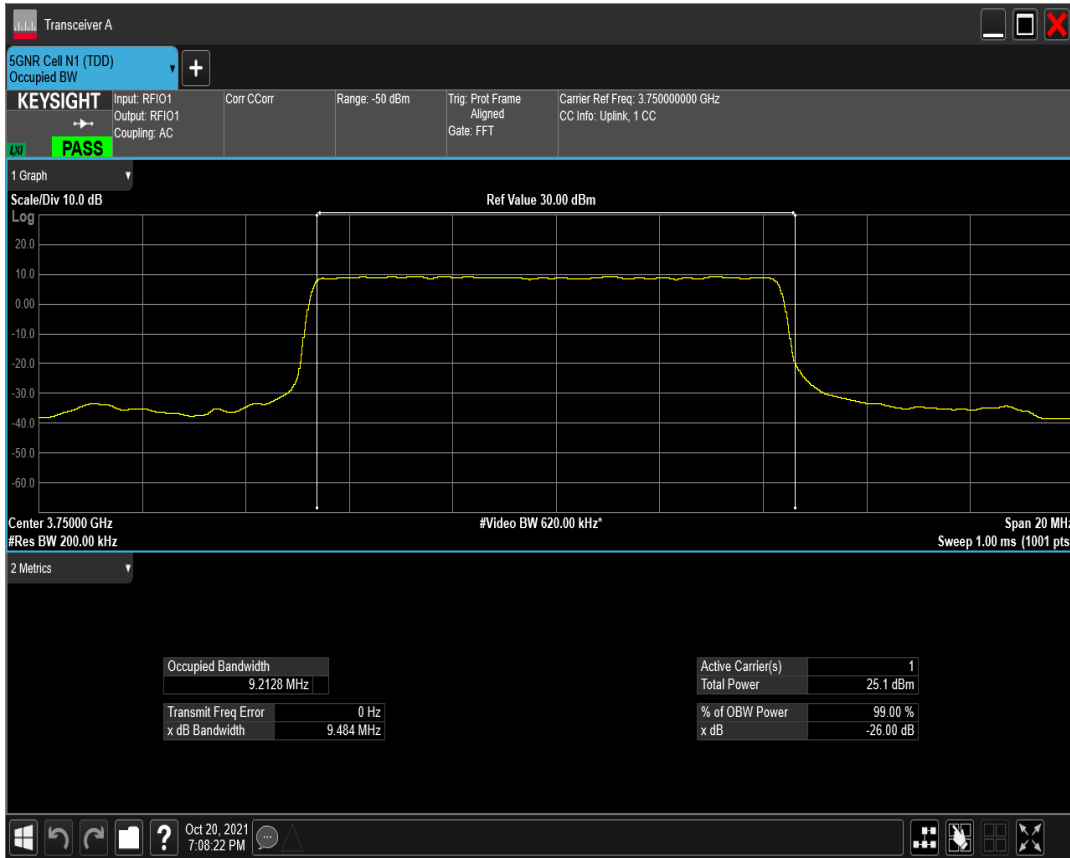 Transceiver A
5GNR Cell N1 (TDD)
Occupied BW
+
KEYSIGHT
LXI
PASS
Input: RFIO1
Output: RFIO1
Coupling: AC
Corr CCorr
Range: -50 dBm
Trig: Prot Frame
Aligned
Gate: FFT
Carrier Ref Freq: 3.750000000 GHz
CC Info: Uplink, 1 CC
1 Graph
Scale/Div 10.0 dB
Ref Value 30.00 dBm
Log
20.0
10.0
0.00
-10.0
-20.0
-30.0
-40.0
-50.0
-60.0
Center 3.75000 GHz
#Video BW 620.00 kHz*
Span 20 MHz
#Res BW 200.00 kHz
Sweep 1.00 ms (1001 pts
2 Metrics
Occupied Bandwidth
9.2128 MHz
Transmit Freq Error 0 Hz
x dB Bandwidth 9.484 MHz
Active Carrier(s) 1
Total Power 25.1 dBm
% of OBW Power 99.00 %
x dB -26.00 dB
?
Oct 20, 2021
7:08:22 PM